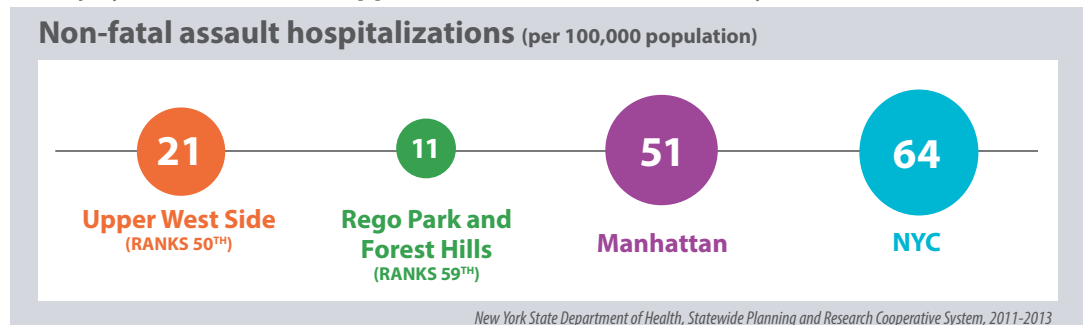 Non-fatal assault hospitalizations (per 100,000 population)
21
11
51
64
Upper West Side
(RANKS 50TH)
Rego Park and
Forest Hills
(RANKS 59TH)
Manhattan
NYC
New York State Department of Health, Statewide Planning and Research Cooperative System, 2011-2013